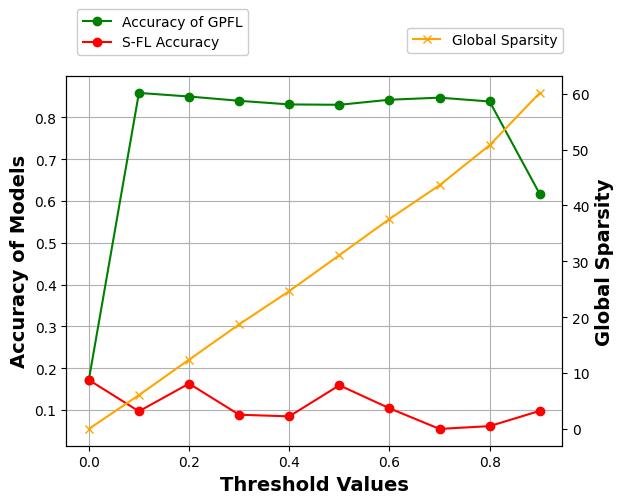 Accuracy of GPFL
S-FL Accuracy
Global Sparsity
Accuracy of Models
0.8
0.7
0.6
0.5
0.4
0.3
0.2
0.1
60
50
40
30
20
10
0
Global Sparsity
0.0 0.2 0.4 0.6 0.8
Threshold Values